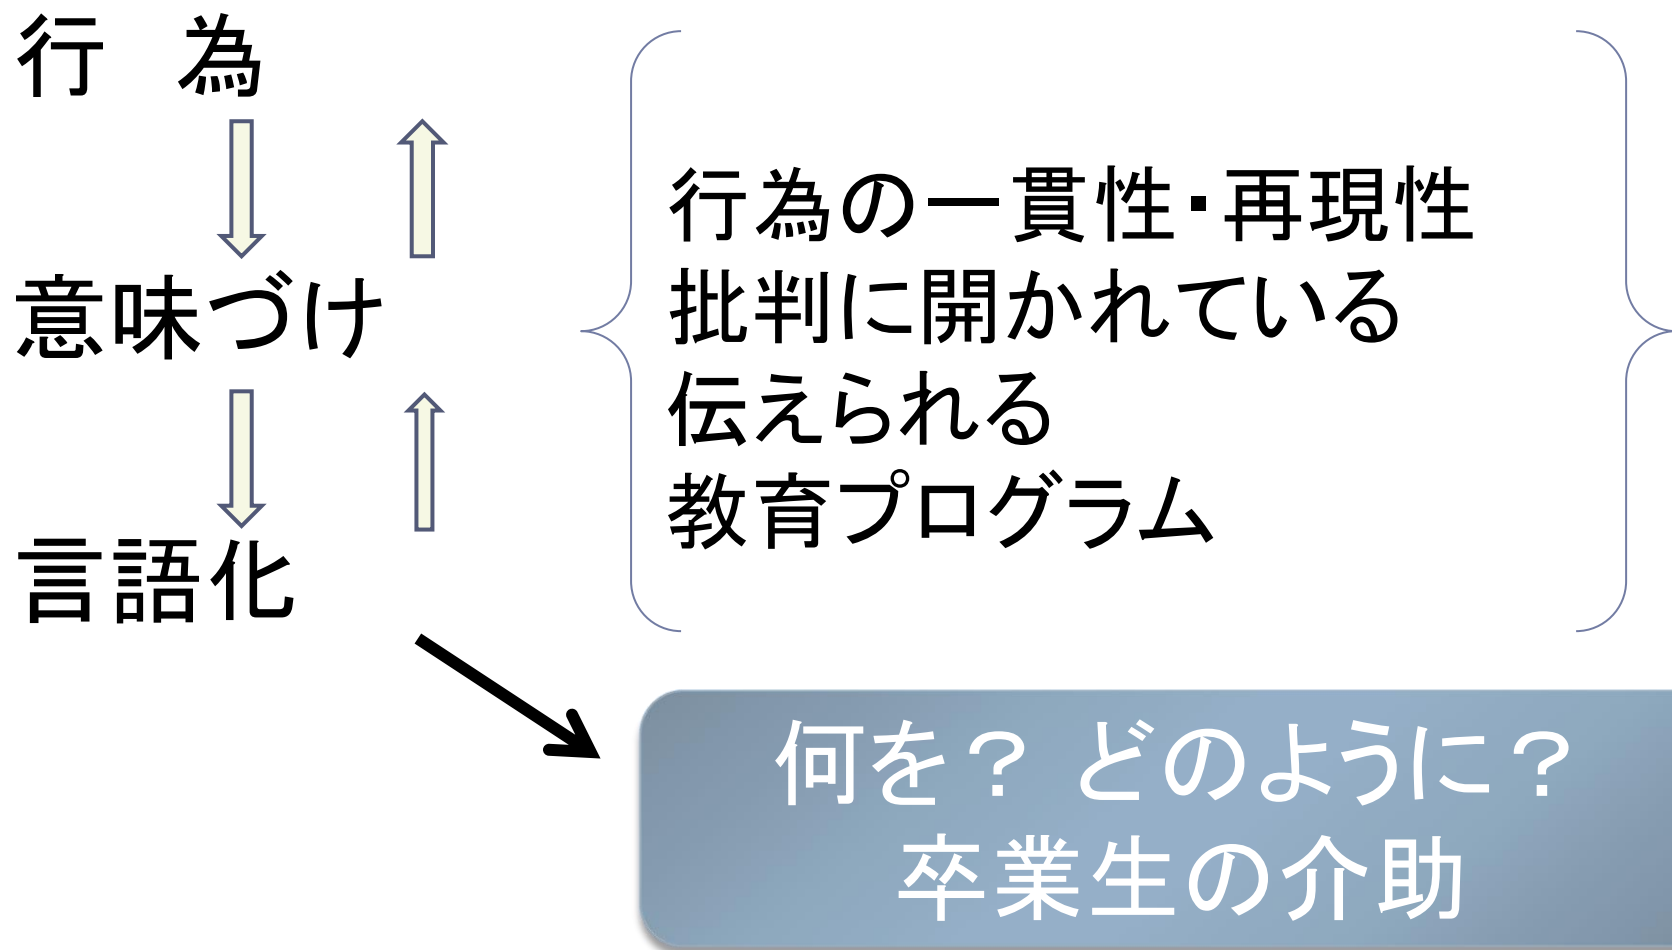 行　為
意味づけ
言語化
行為の一貫性・再現性
批判に開かれている
伝えられる
教育プログラム
何を？ どのように？
卒業生の介助